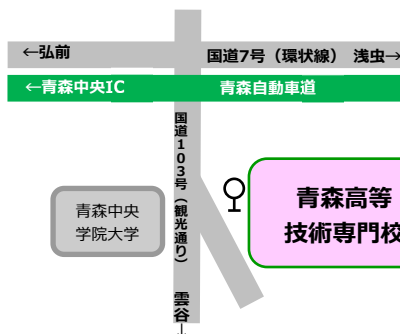 ←弘前
国道7号（環状線） 浅虫→
←青森中央IC
青森自動車道
国道103号（観光通り）
雲谷→
青森中央
学院大学
青森高等
技術専門校